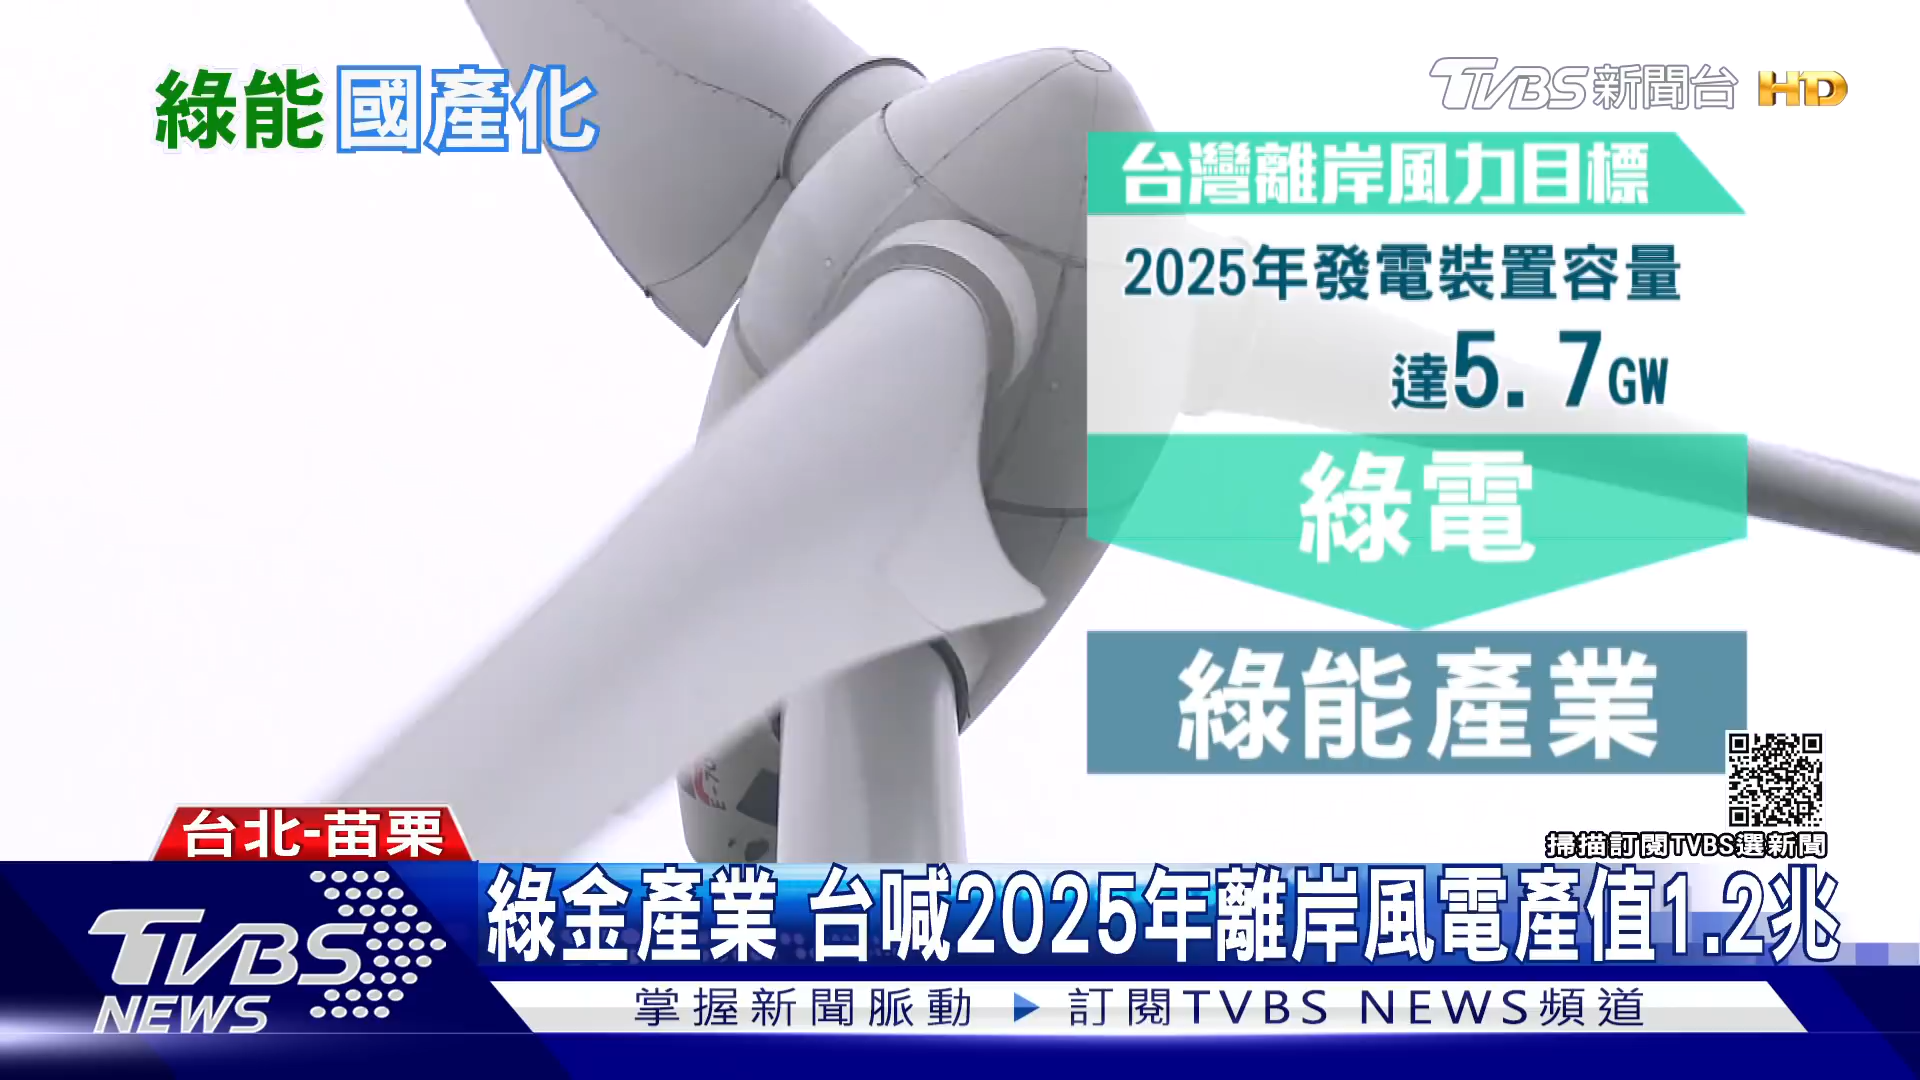 綠能國產化
TVBS新聞台 HD
台灣離岸風力目標
2025年發電裝置容量
達5.7GW
綠電
綠能產業
E-70
掃描訂閱TVBS選新聞
台北-苗栗
綠金產業 台喊2025年離岸風電產值1.2兆
TVBS
NEWS
掌握新聞脈動 ▶ 訂閱TVBS NEWS頻道